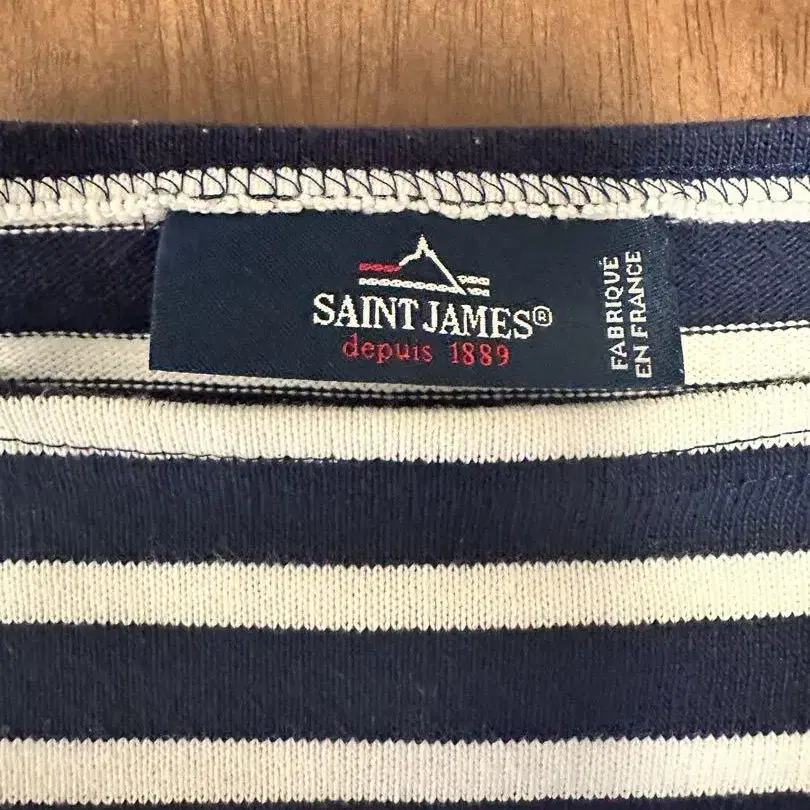 SAINT JAMES®
depuis 1889
FABRIQUÉ
EN FRANCE